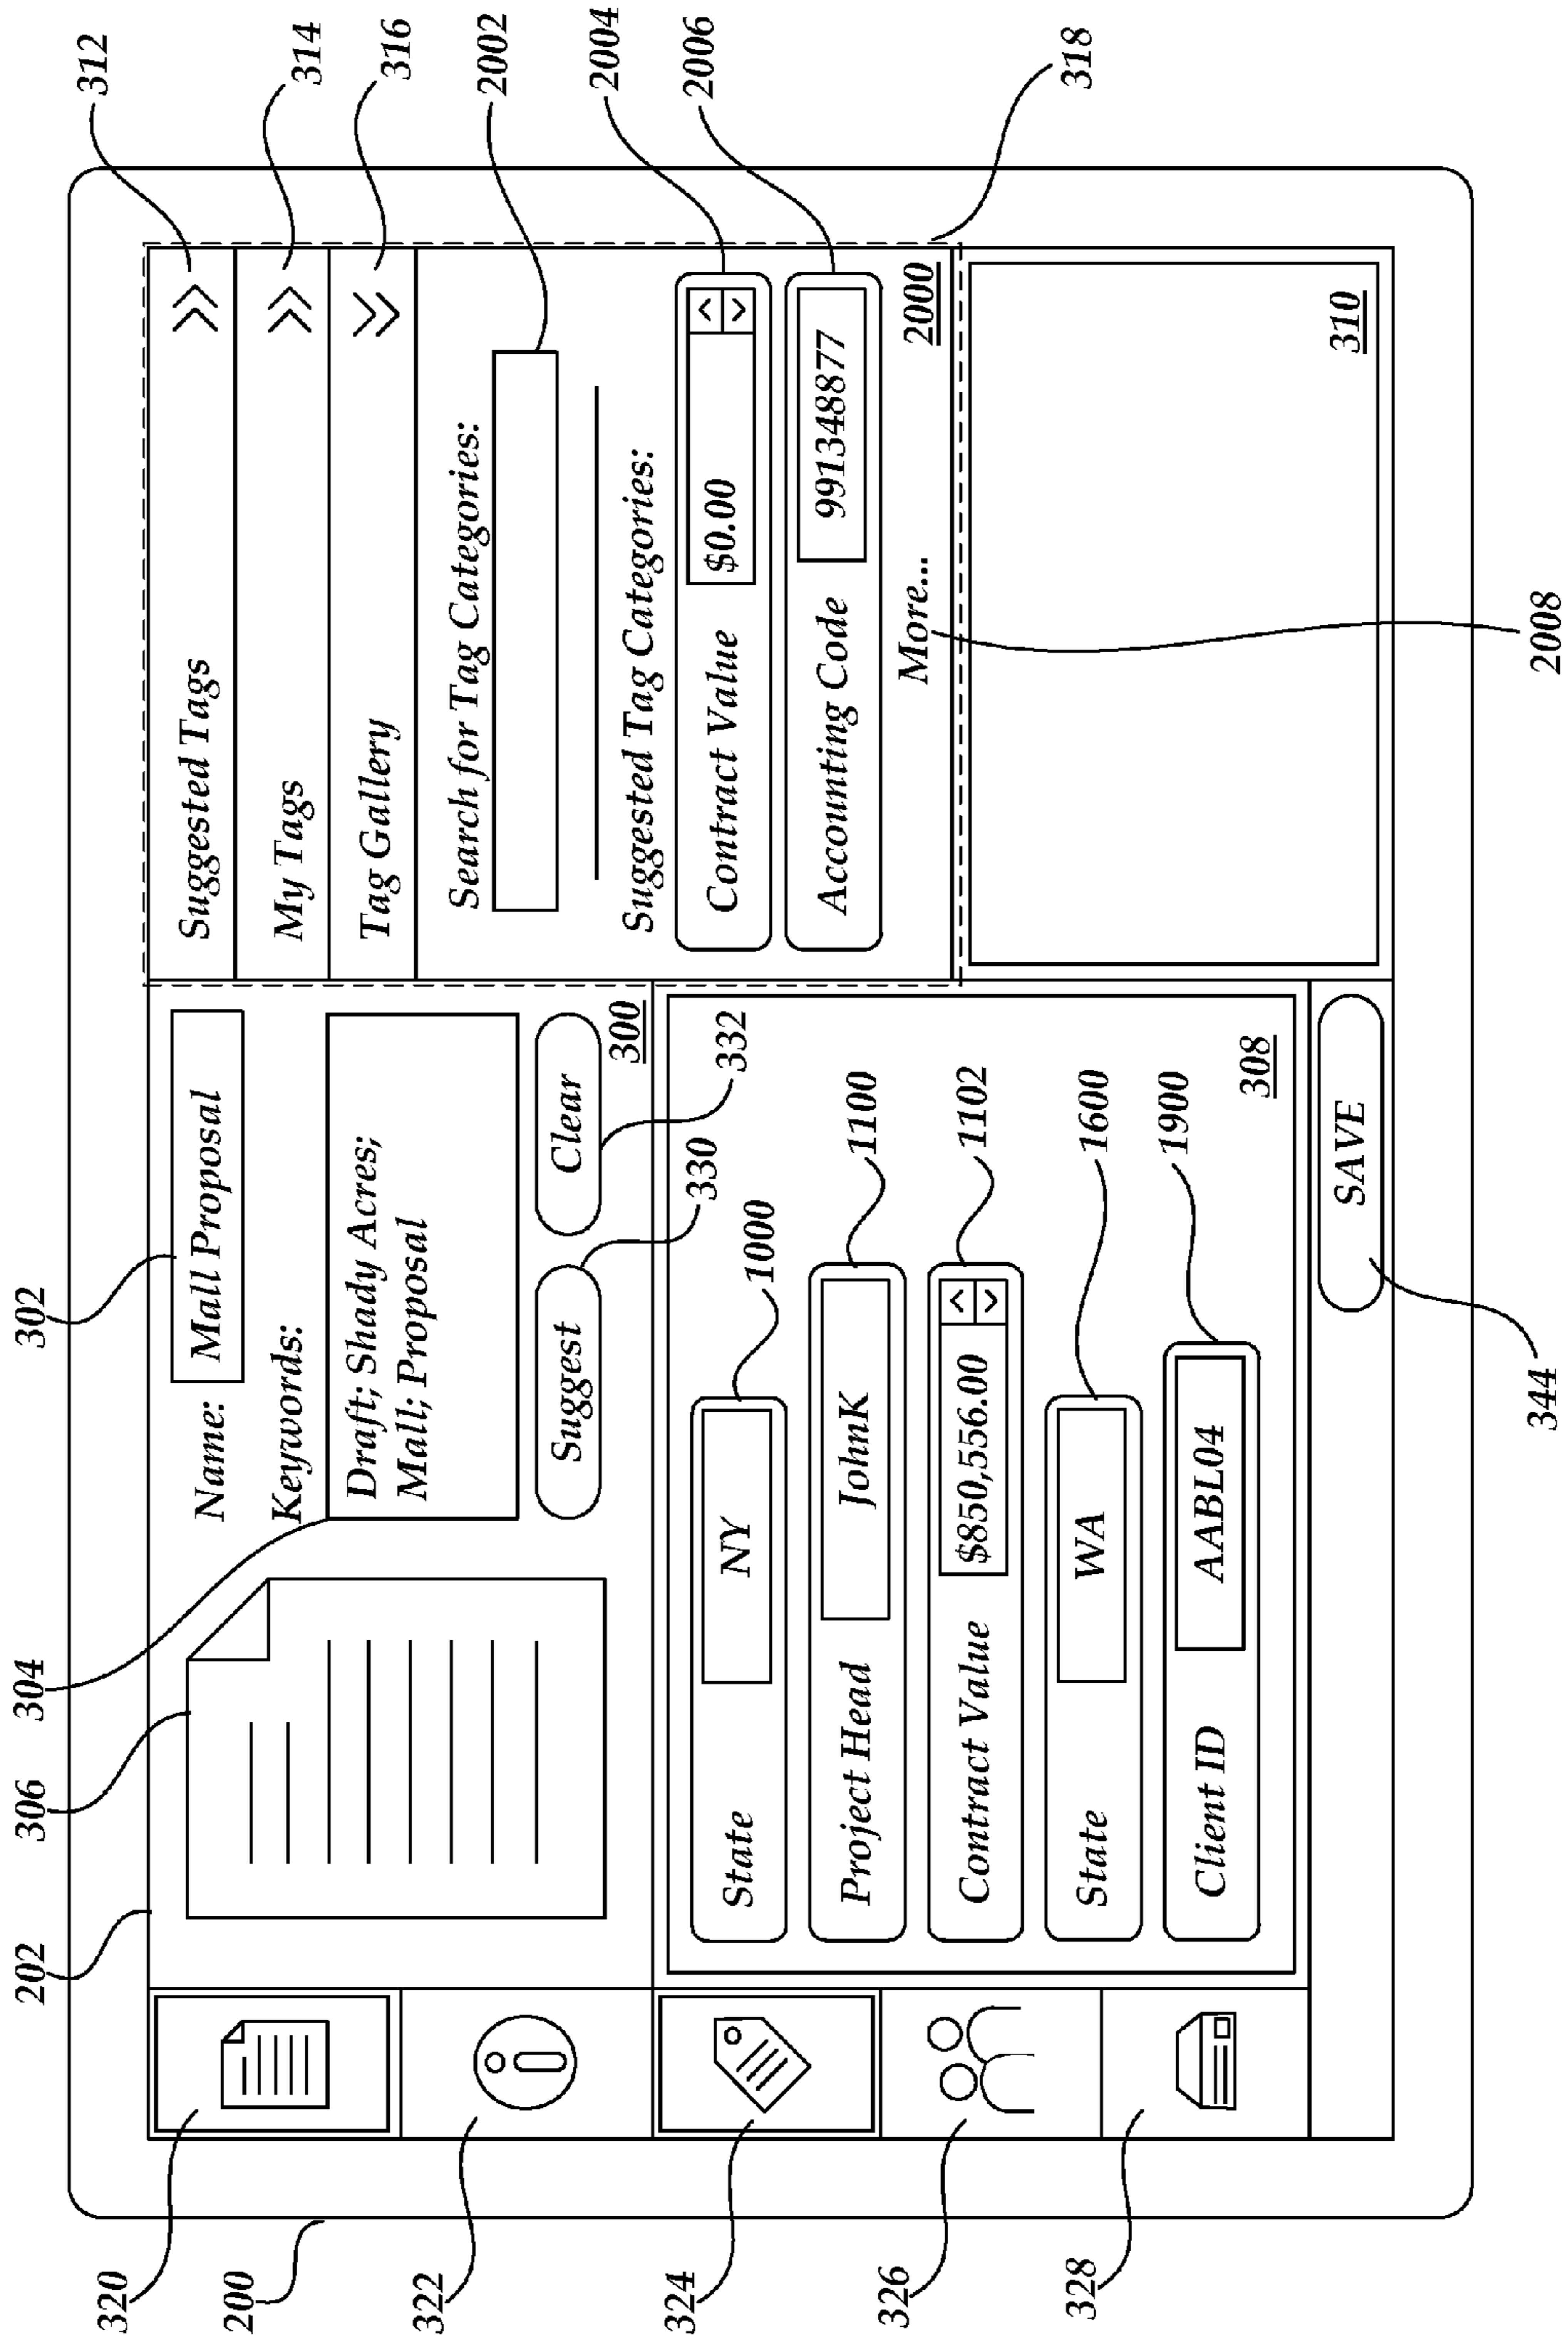 302
304
306
202
Name:
Mall Proposal
Keywords:
Draft; Shady Acres;
Mall; Proposal
Suggest
Clear
300
330
332
Suggested Tags
312
My Tags
314
Tag Gallery
316
Search for Tag Categories:
2002
Suggested Tag Categories:
Contract Value
$0.00
2004
Accounting Code
991348877
2006
More...
2000
318
320
200
322
324
326
328
State
NY
1000
Project Head
JohnK
1100
Contract Value
$850,556.00
1102
State
WA
1600
Client ID
AABL04
1900
308
310
SAVE
344
2008